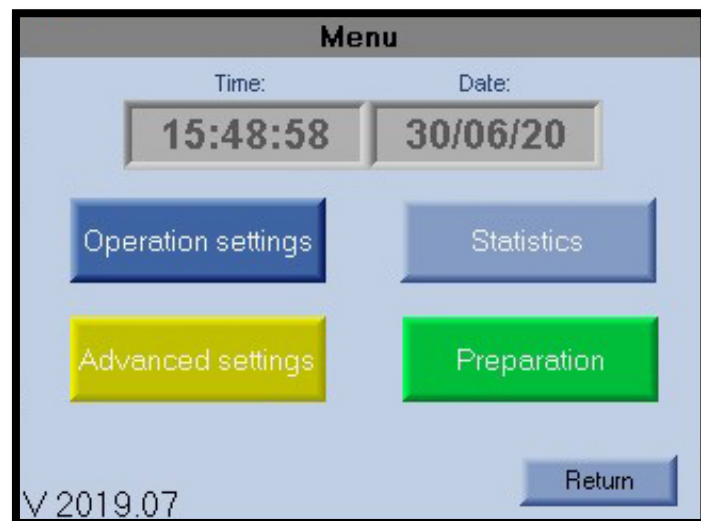 Menu
Time: Date:
15:48:58 30/06/20
Operation settings Statistics
Advanced settings Preparation
Return
V 2019.07